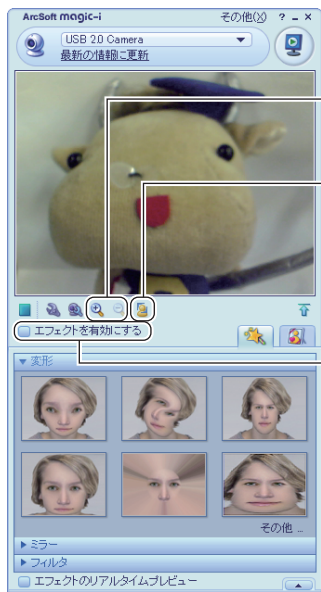 ArcSoft magic-i その他(X) ? - ×
USB 2.0 Camera
最新の情報に更新
エフェクトを有効にする
変形
その他 ...
ミラー
フィルタ
エフェクトのリアルタイムプレビュー